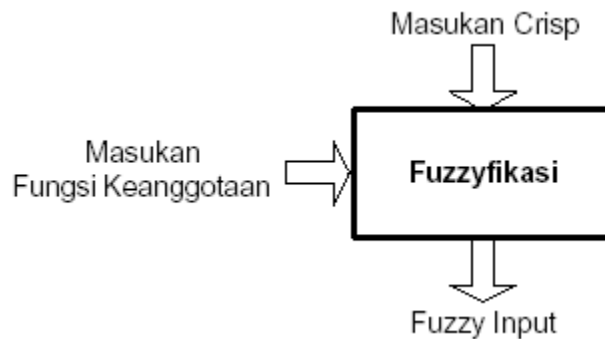 Masukan Crisp
Masukan
Fungsi Keanggotaan
Fuzzyfikasi
Fuzzy Input